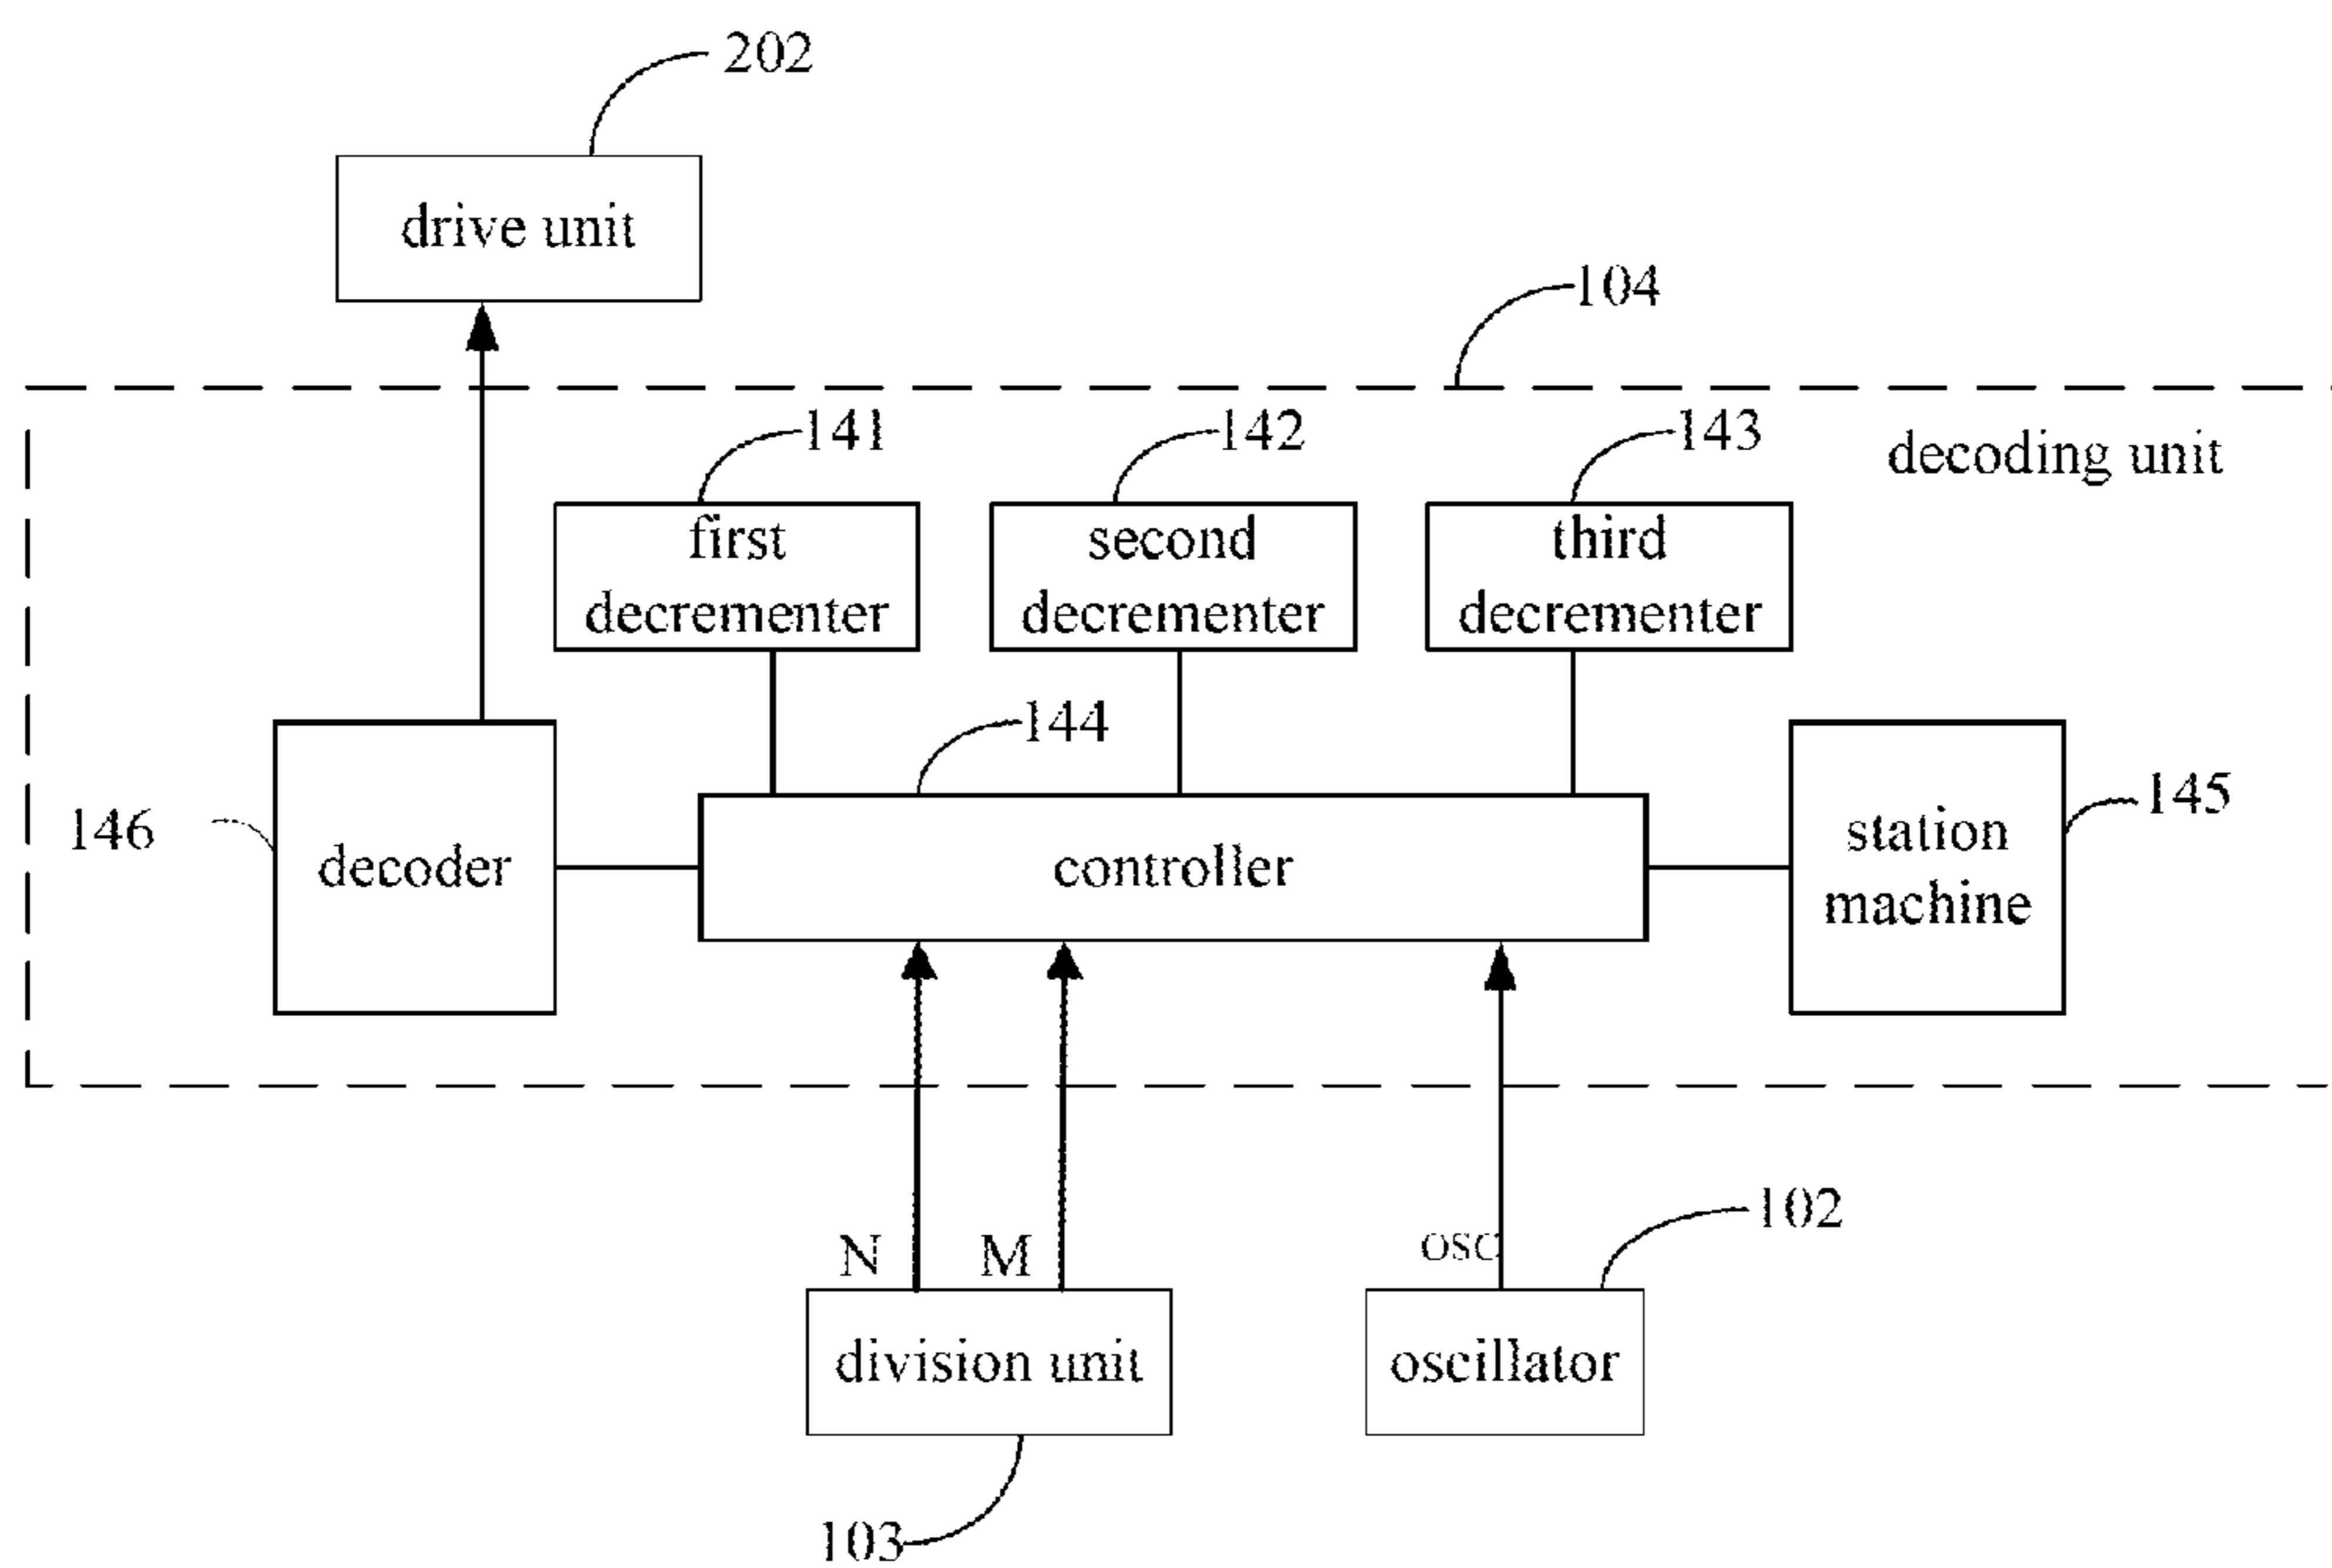 202
drive unit
104
141
142
143
decoding unit
first
decrementer
second
decrementer
third
decrementer
144
146
decoder
controller
station
machine
145
N
M
osc
102
division unit
oscillator
103